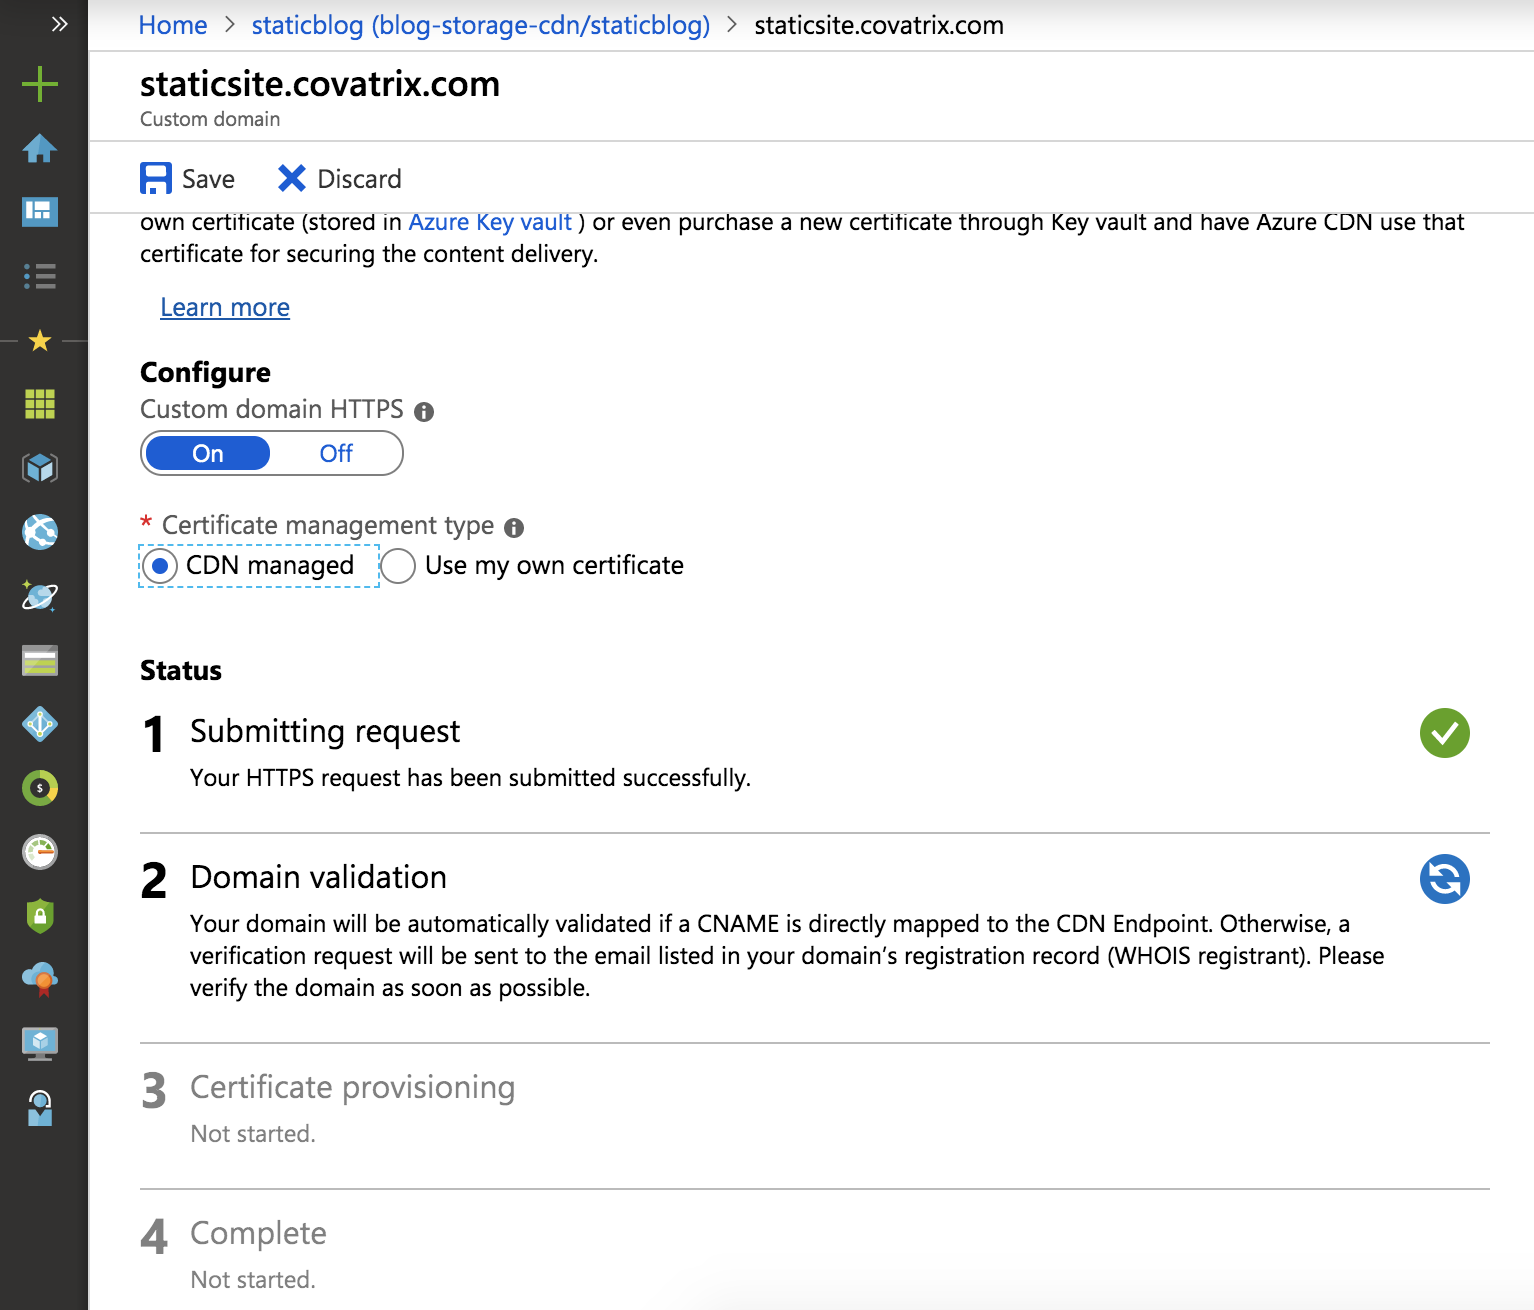 Home > staticblog (blog-storage-cdn/staticblog) > staticsite.covatrix.com
staticsite.covatrix.com
Custom domain
Save Discard
own certificate (stored in Azure Key vault ) or even purchase a new certificate through Key vault and have Azure CDN use that
certificate for securing the content delivery.
Learn more
Configure
Custom domain HTTPS
On Off
* Certificate management type
CDN managed Use my own certificate
Status
1 Submitting request
Your HTTPS request has been submitted successfully.
2 Domain validation
Your domain will be automatically validated if a CNAME is directly mapped to the CDN Endpoint. Otherwise, a
verification request will be sent to the email listed in your domain's registration record (WHOIS registrant). Please
verify the domain as soon as possible.
3 Certificate provisioning
Not started.
4 Complete
Not started.